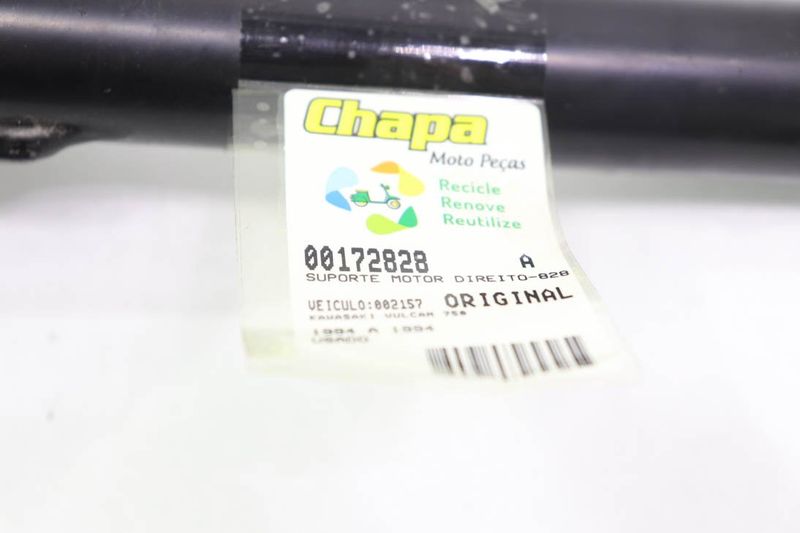 Chapa
Moto Peças
Recicle
Renove
Reutilize
00172828 A
SUPORTE MOTOR DIREITO-828
VEICULO:002157 ORIGINAL
KAWASAKI VULCAM 750
1994 A 1994
USADO